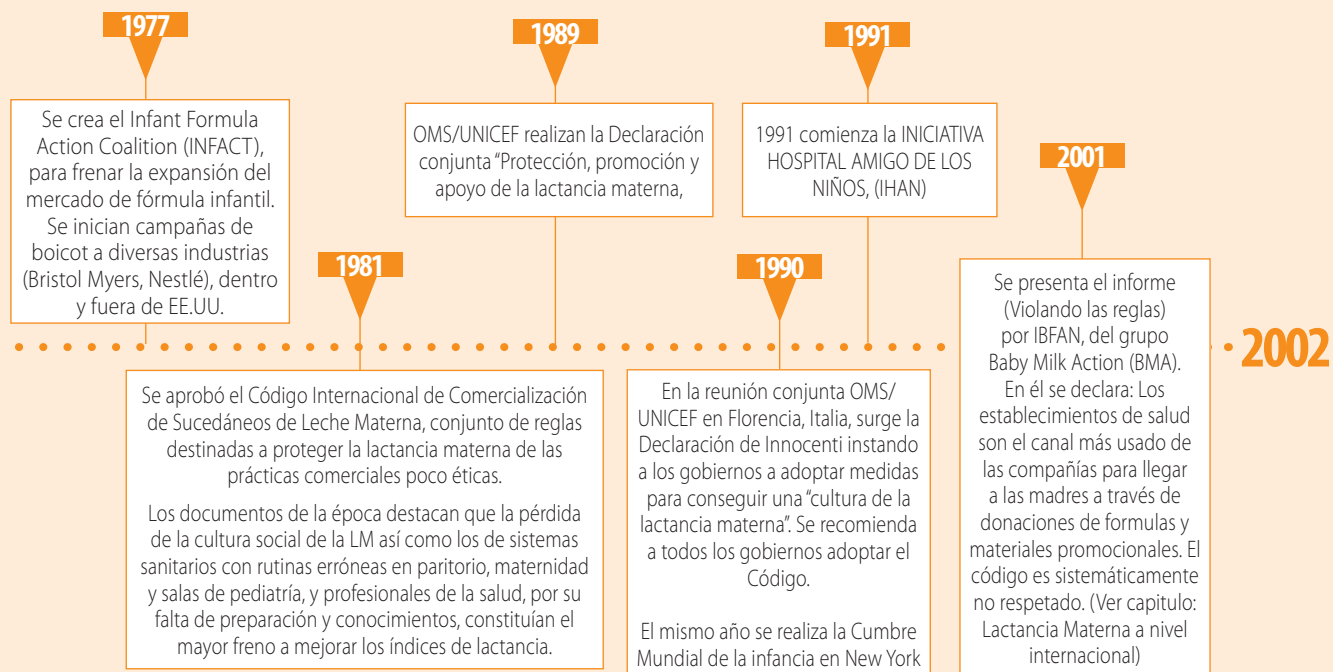 1977
Se crea el Infant Formula
Action Coalition (INFACT),
para frenar la expansión del
mercado de fórmula infantil.
Se inician campañas de
boicot a diversas industrias
(Bristol Myers, Nestlé), dentro
y fuera de EE.UU.
1981
Se aprobó el Código Internacional de Comercialización
de Sucedáneos de Leche Materna, conjunto de reglas
destinadas a proteger la lactancia materna de las
prácticas comerciales poco éticas.
Los documentos de la época destacan que la pérdida
de la cultura social de la LM así como los de sistemas
sanitarios con rutinas erróneas en paritorio, maternidad
y salas de pediatría, y profesionales de la salud, por su
falta de preparación y conocimientos, constituían el
mayor freno a mejorar los índices de lactancia.
1989
OMS/UNICEF realizan la Declaración
conjunta “Protección, promoción y
apoyo de la lactancia materna,
1990
En la reunión conjunta OMS/
UNICEF en Florencia, Italia, surge la
Declaración de Innocenti instando
a los gobiernos a adoptar medidas
para conseguir una “cultura de la
lactancia materna”. Se recomienda
a todos los gobiernos adoptar el
Código.
El mismo año se realiza la Cumbre
Mundial de la infancia en New York
1991
1991 comienza la INICIATIVA
HOSPITAL AMIGO DE LOS
NIÑOS, (IHAN)
2001
Se presenta el informe
(Violando las reglas)
por IBFAN, del grupo
Baby Milk Action (BMA).
En él se declara: Los
establecimientos de salud
son el canal más usado de
las compañías para llegar
a las madres a través de
donaciones de formulas y
materiales promocionales. El
código es sistemáticamente
no respetado. (Ver capitulo:
Lactancia Materna a nivel
internacional)
2002